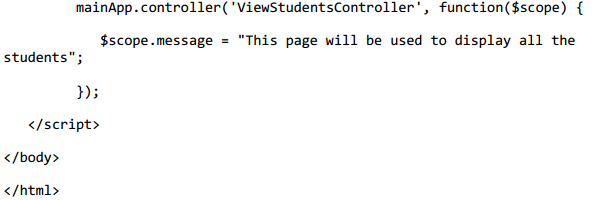 mainApp.controller('ViewStudentsController', function($scope) {
$scope.message = "This page will be used to display all the
students";
});
</script>
</body>
</html>